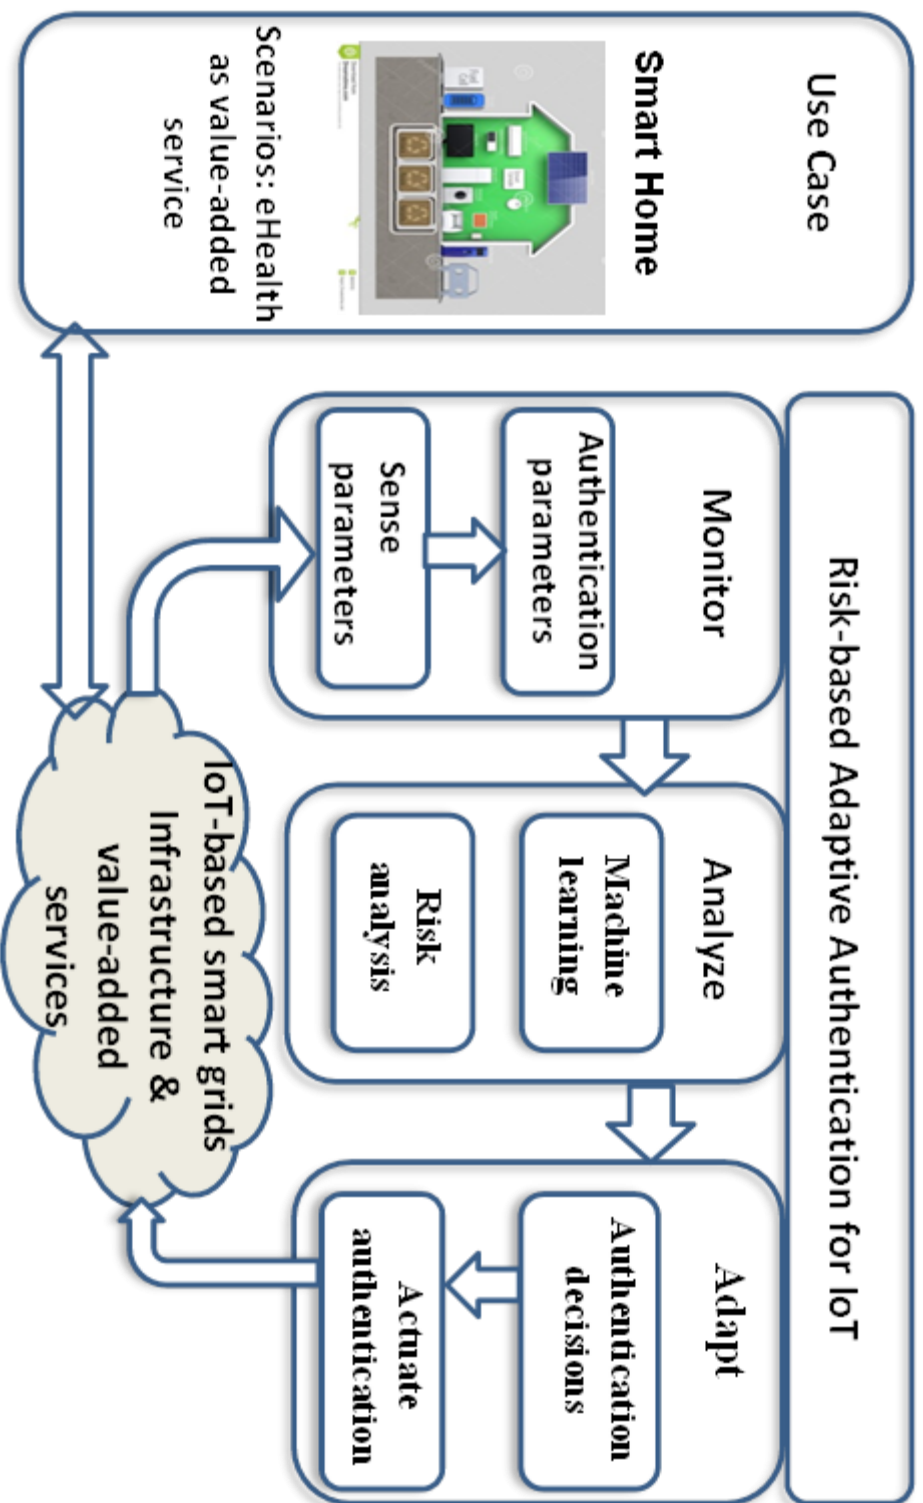 Use Case
Smart Home
Scenarios: eHealth
as value-added
service
Risk-based Adaptive Authentication for IoT
Monitor
Authentication
parameters
Sense
parameters
Analyze
Machine
learning
Risk
analysis
Adapt
Authentication
decisions
Actuate
authentication
IoT-based smart grids
Infrastructure &
value-added
services